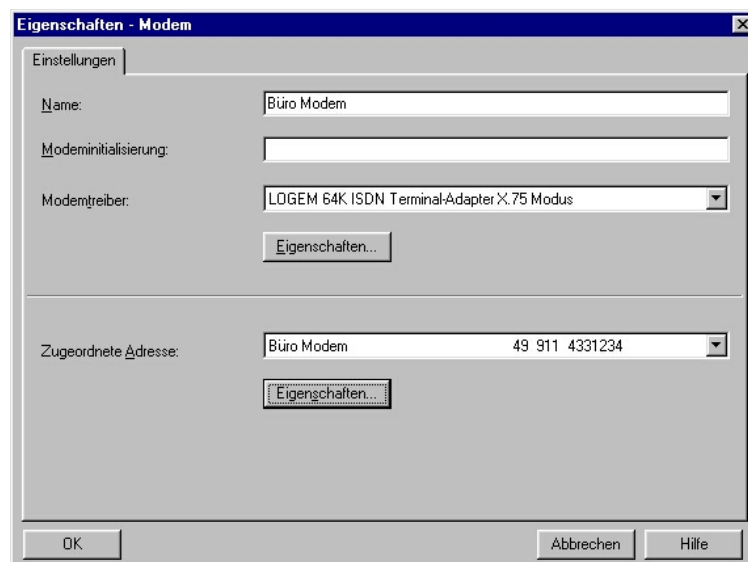 Eigenschaften - Modem
Einstellungen
Name: Büro Modem
Modeminitialisierung:
Modemtreiber: LOGEM 64K ISDN Terminal-Adapter X.75 Modus
Eigenschaften...
Zugeordnete Adresse: Büro Modem 49 911 4331234
Eigenschaften...
OK Abbrechen Hilfe